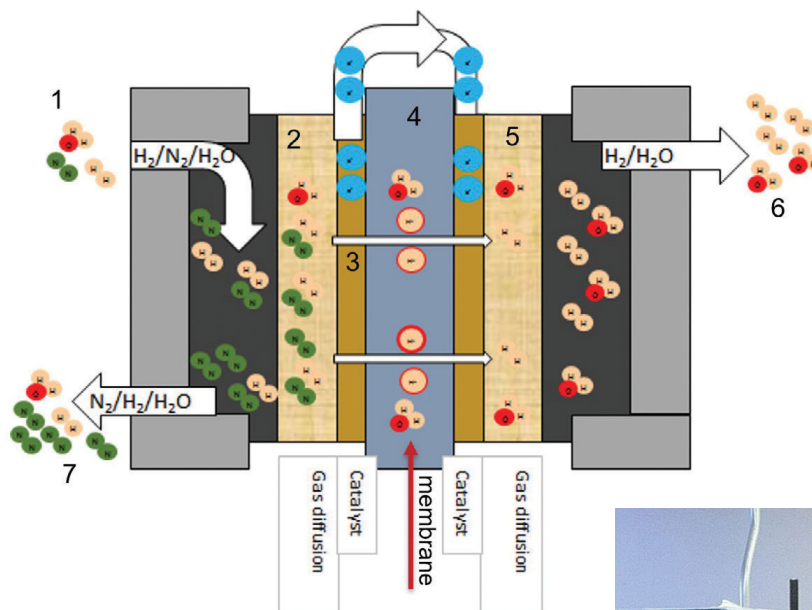 1
2
4
5
H₂/N₂/H₂O
H₂/H₂O
6
3
N₂/H₂/H₂O
7
Gas diffusion
Catalyst
membrane
Catalyst
Gas diffusion